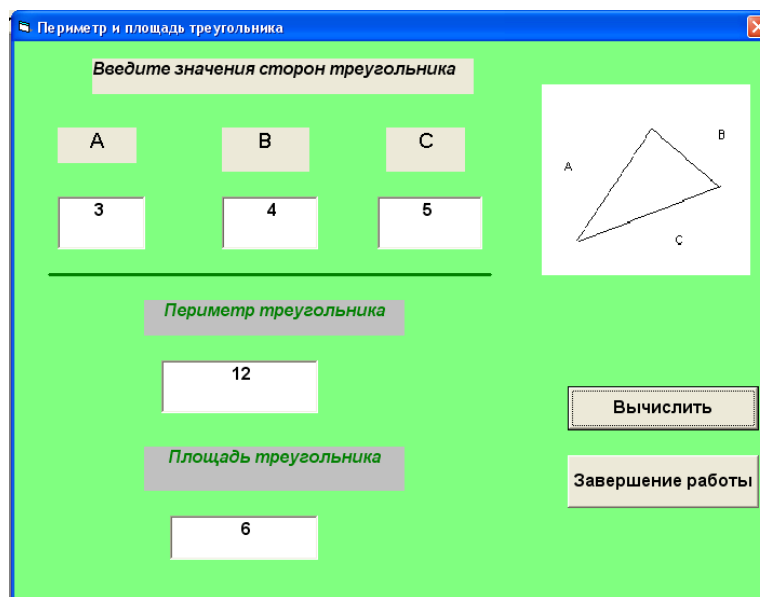 Периметр и площадь треугольника
Введите значения сторон треугольника
A B C
3 4 5
A
B
C
Периметр треугольника
12
Вычислить
Площадь треугольника
Завершение работы
6